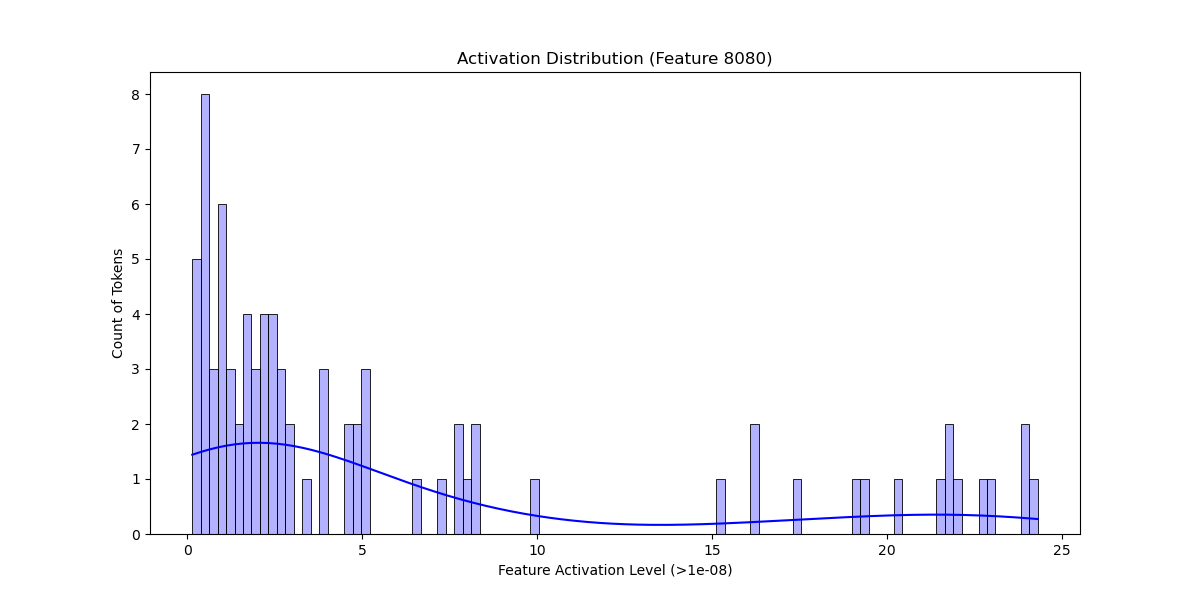 Activation Distribution (Feature 8080)
Count of Tokens
8
7
6
5
4
3
2
1
0
0 5 10 15 20 25
Feature Activation Level (>1e-08)